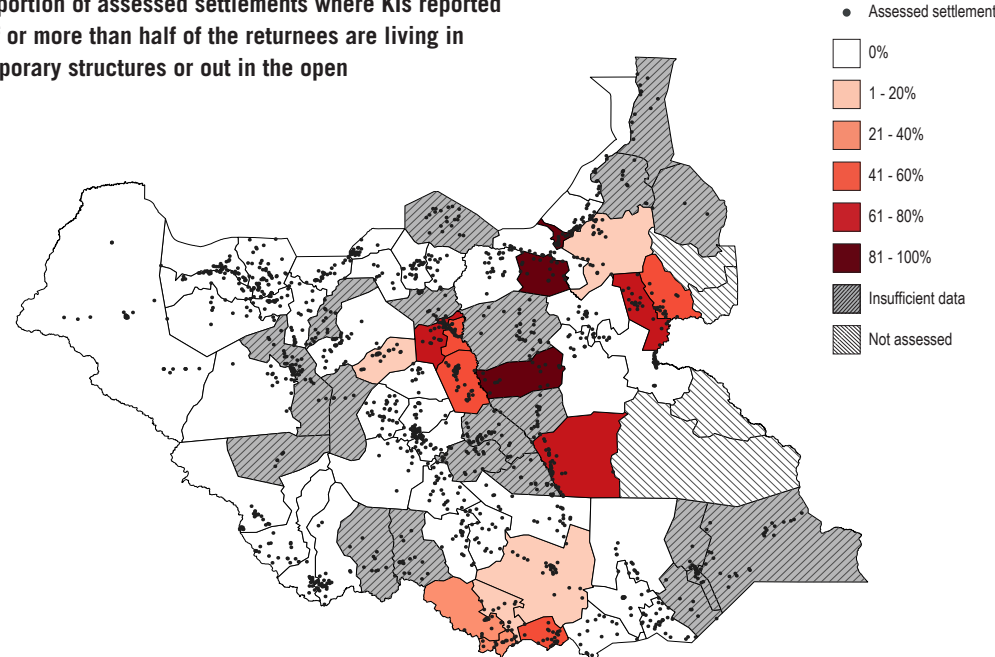 portion of assessed settlements where KIs reported
or more than half of the returnees are living in
porary structures or out in the open
Assessed settlement
0%
1 - 20%
21 - 40%
41 - 60%
61 - 80%
81 - 100%
Insufficient data
Not assessed